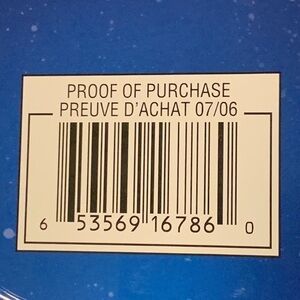 PROOF OF PURCHASE
PREUVE D'ACHAT 07/06
6 53569 16786 0